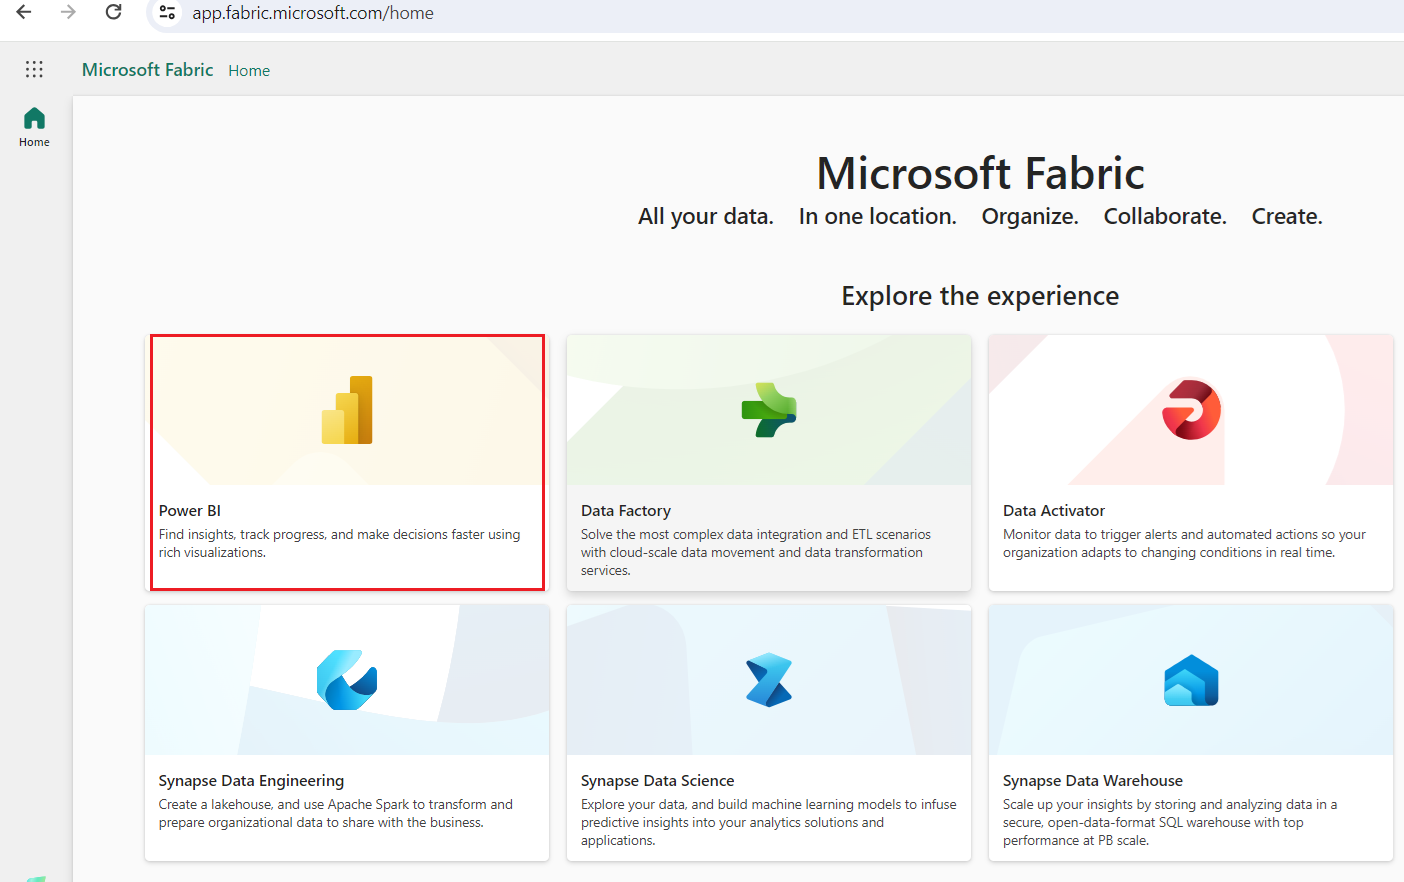 app.fabric.microsoft.com/home
Microsoft Fabric Home
Home
Microsoft Fabric
All your data. In one location. Organize. Collaborate. Create.
Explore the experience
Power BI
Find insights, track progress, and make decisions faster using
rich visualizations.
Data Factory
Solve the most complex data integration and ETL scenarios
with cloud-scale data movement and data transformation
services.
Data Activator
Monitor data to trigger alerts and automated actions so your
organization adapts to changing conditions in real time.
Synapse Data Engineering
Create a lakehouse, and use Apache Spark to transform and
prepare organizational data to share with the business.
Synapse Data Science
Explore your data, and build machine learning models to infuse
predictive insights into your analytics solutions and
applications.
Synapse Data Warehouse
Scale up your insights by storing and analyzing data in a
secure, open-data-format SQL warehouse with top
performance at PB scale.